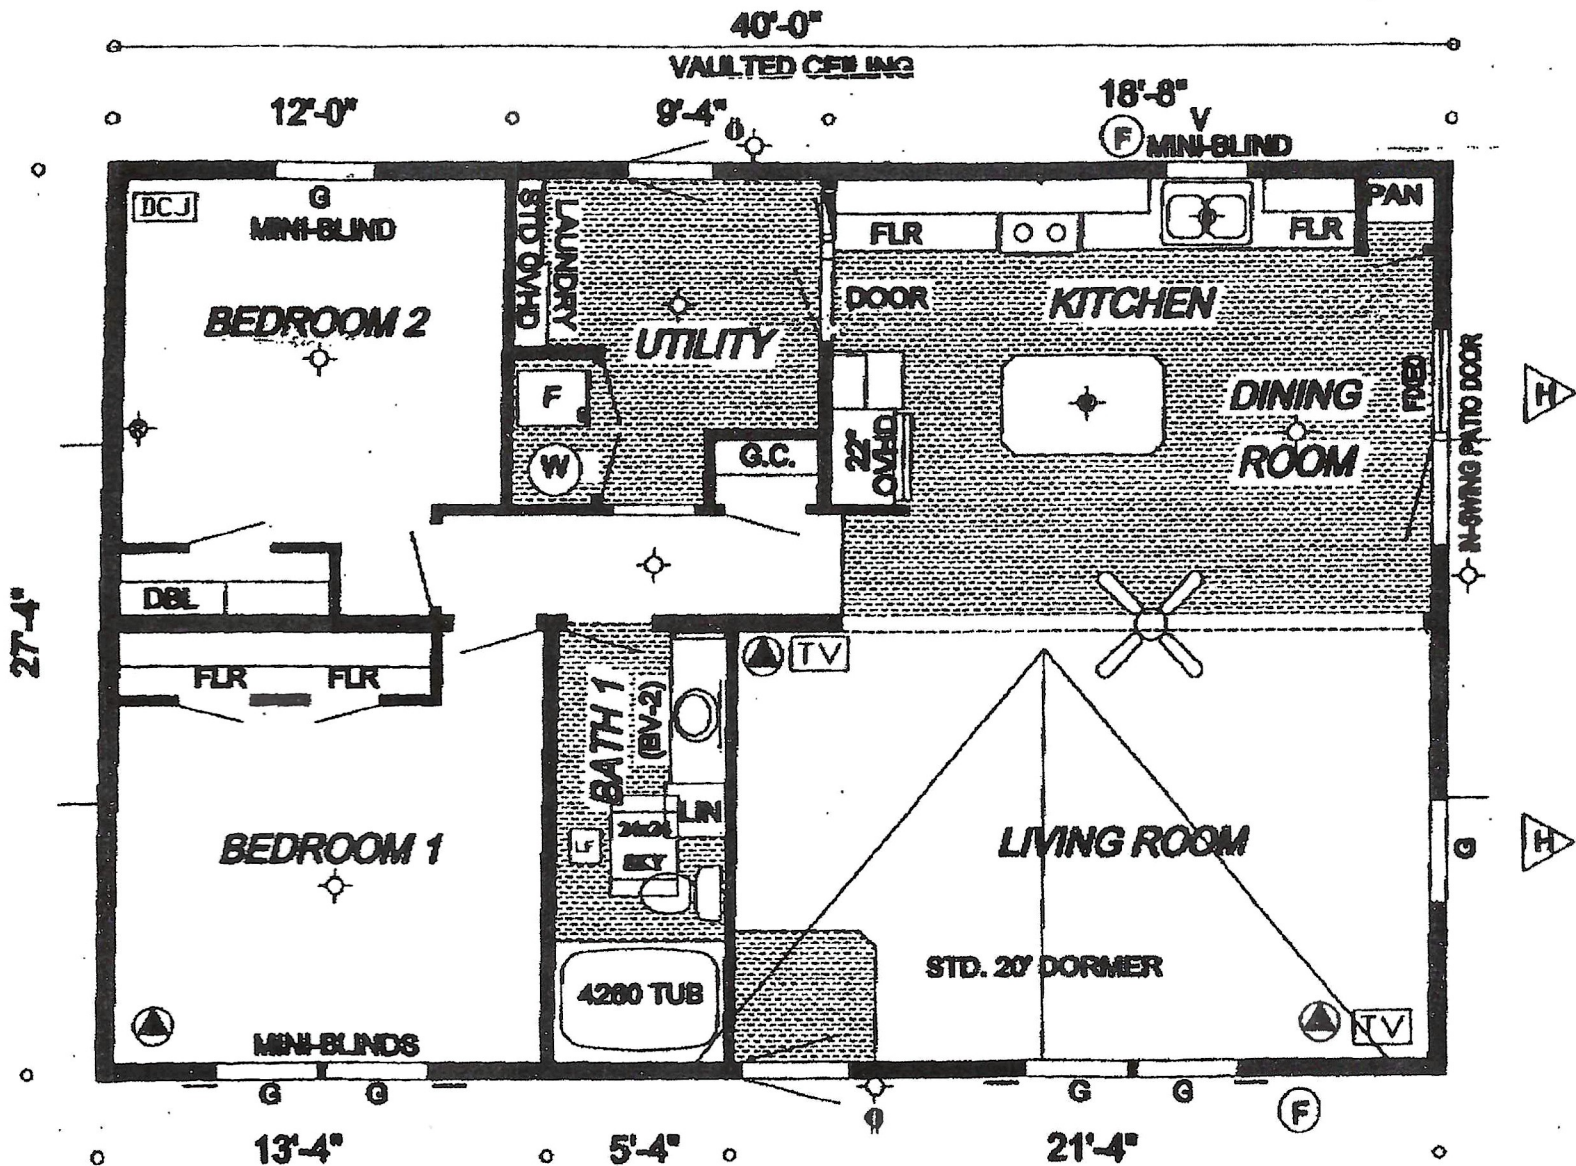 40'-0"
VAULTED CEILING
12'-0"
9'-4"
18'-8"
V
F
MINI-BLIND
DCJ
G
MINI-BLIND
STD OVHD
LAUNDRY
FLR
FLR
PAN
BEDROOM 2
UTILITY
DOOR
KITCHEN
F
W
G.C.
22"
OVHD
DINING
ROOM
FIXED
IN-SWING PATIO DOOR
H
DBL
27'-4"
FLR
FLR
TV
BATH 1
(BV-2)
LIN
24x24
SKY
LF
BEDROOM 1
LIVING ROOM
G
H
STD. 20' DORMER
4260 TUB
TV
MINI-BLINDS
G
G
G
G
F
13'-4"
5'-4"
21'-4"